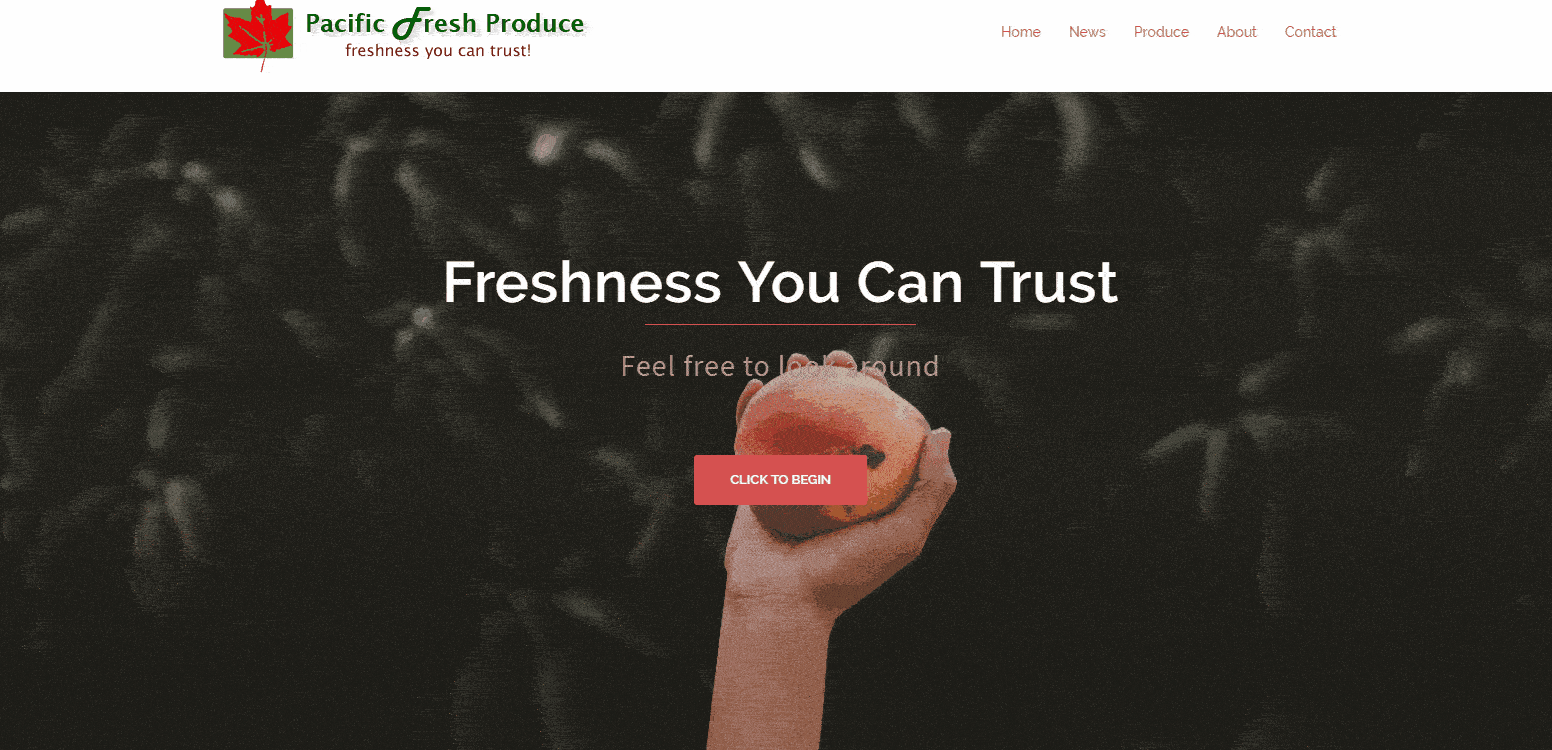 Pacific Fresh Produce
freshness you can trust!
Home News Produce About Contact
Freshness You Can Trust
Feel free to look around
CLICK TO BEGIN